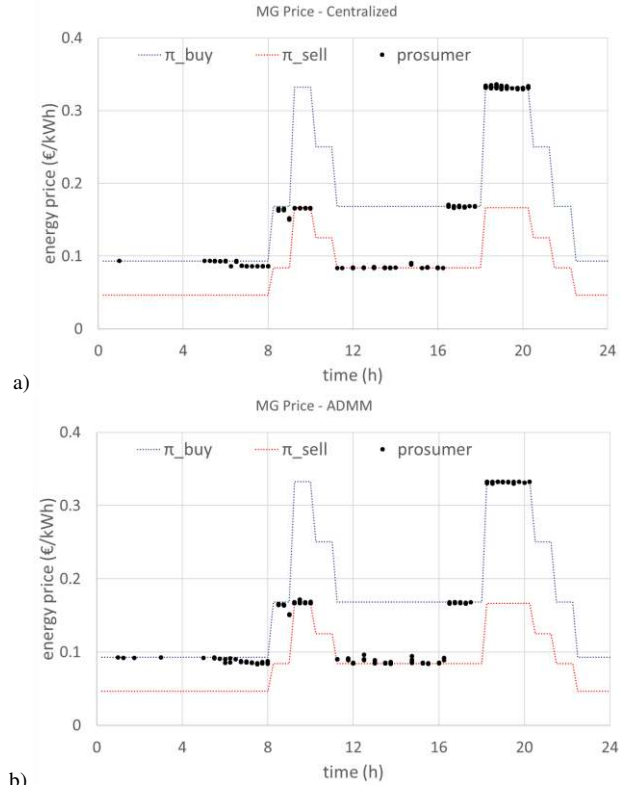 MG Price - Centralized
0.4
π_buy π_sell prosumer
0.3
0.2
0.1
0
energy price (€/kWh)
0 4 8 12 16 20 24
time (h)
a)
MG Price - ADMM
0.4
π_buy π_sell prosumer
0.3
0.2
0.1
0
energy price (€/kWh)
0 4 8 12 16 20 24
time (h)
b)